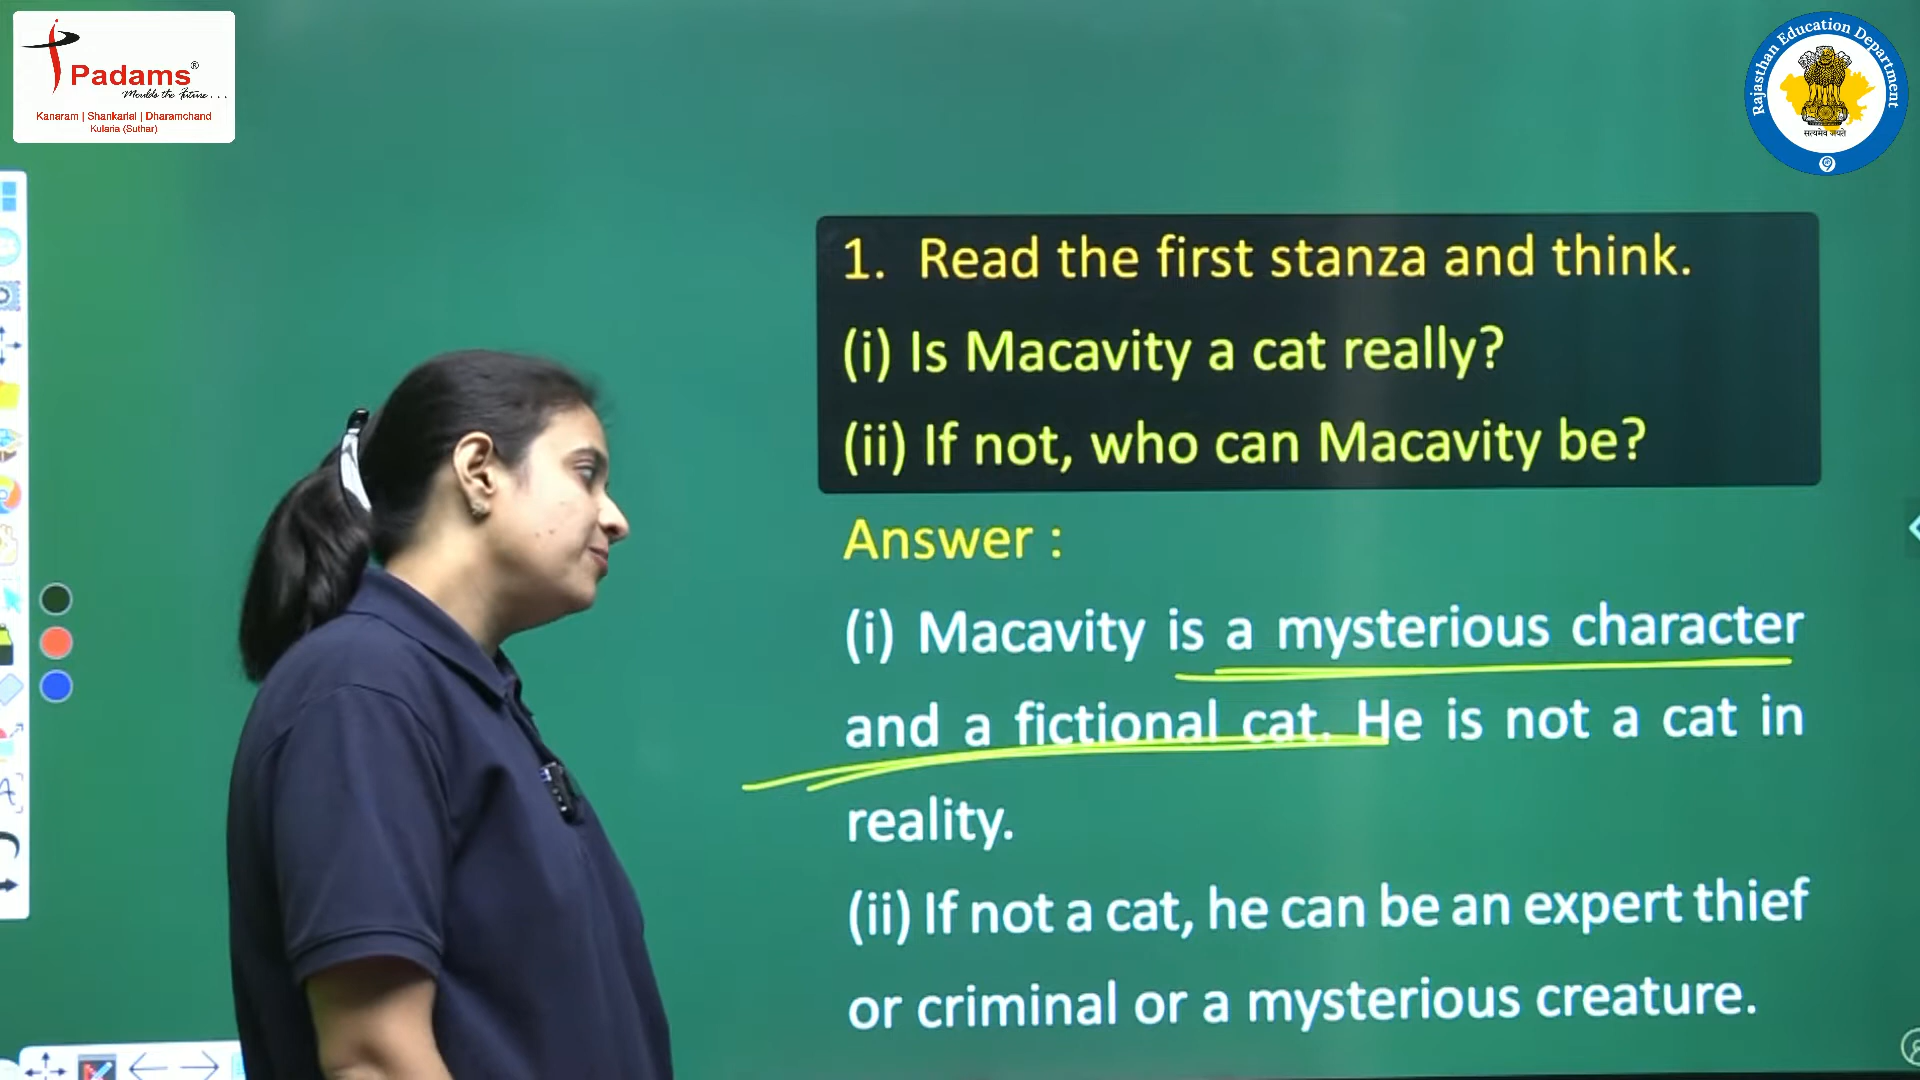 Padams®
Moulds the Future...
Kanaram | Shankarlal | Dharamchand
Kularia (Suthar)
Rajasthan Education Department
सत्यमेव जयते
1. Read the first stanza and think.
(i) Is Macavity a cat really?
(ii) If not, who can Macavity be?
Answer :
(i) Macavity is a mysterious character
and a fictional cat. He is not a cat in
reality.
(ii) If not a cat, he can be an expert thief
or criminal or a mysterious creature.